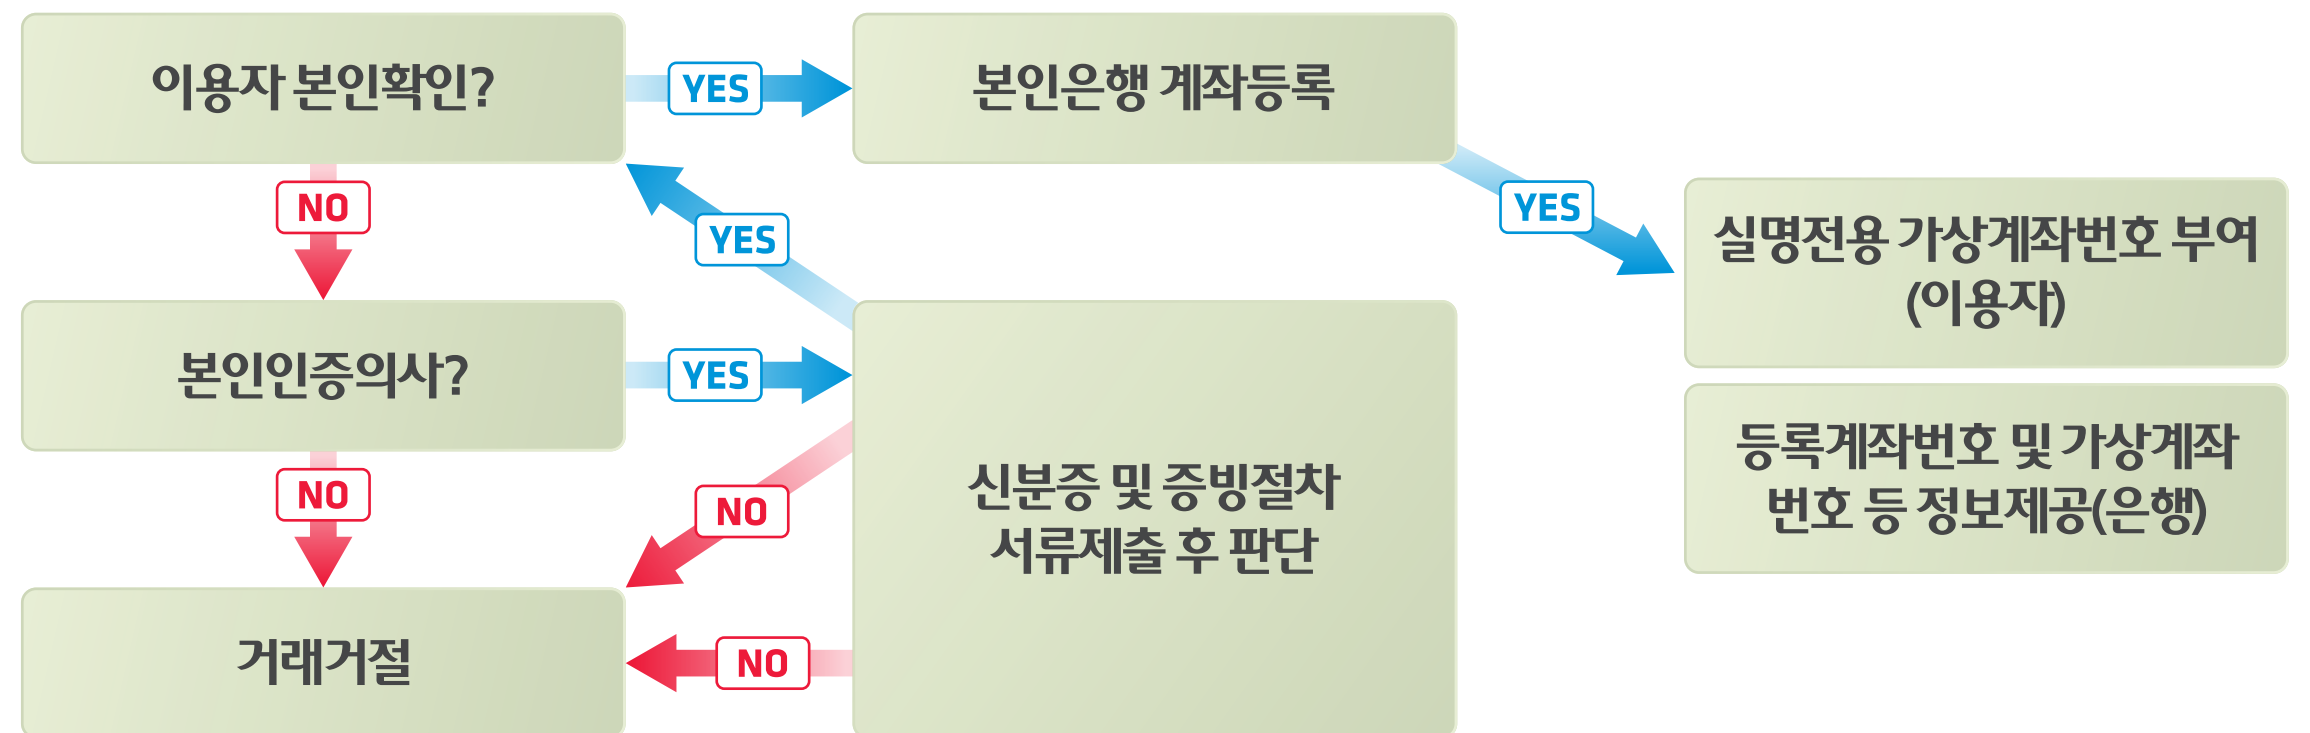 이용자 본인확인?
YES
본인은행 계좌등록
NO
YES
YES
실명전용 가상계좌번호 부여
(이용자)
본인인증의사?
YES
등록계좌번호 및 가상계좌
번호 등 정보제공(은행)
NO
NO
신분증 및 증빙절차
서류제출 후 판단
거래거절
NO